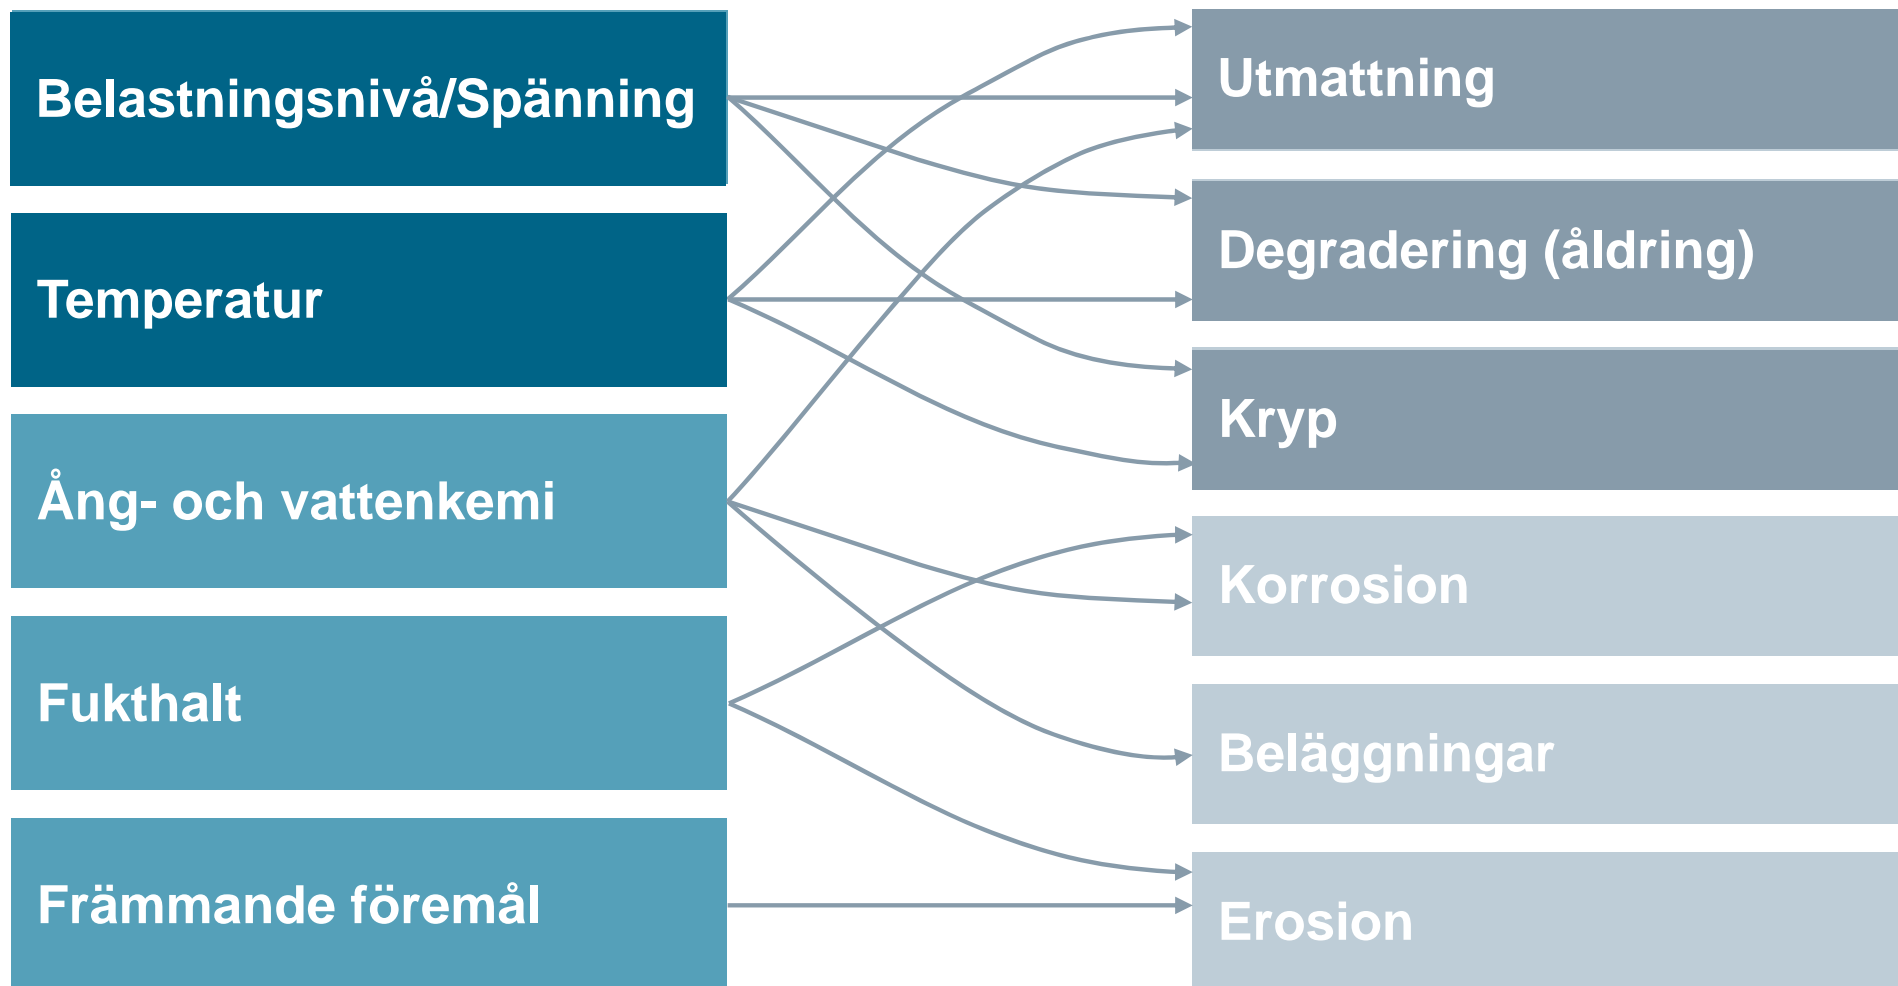 Belastningsnivå/Spänning
Temperatur
Ång- och vattenkemi
Fukthalt
Främmande föremål
Utmattning
Degradering (åldring)
Kryp
Korrosion
Beläggningar
Erosion